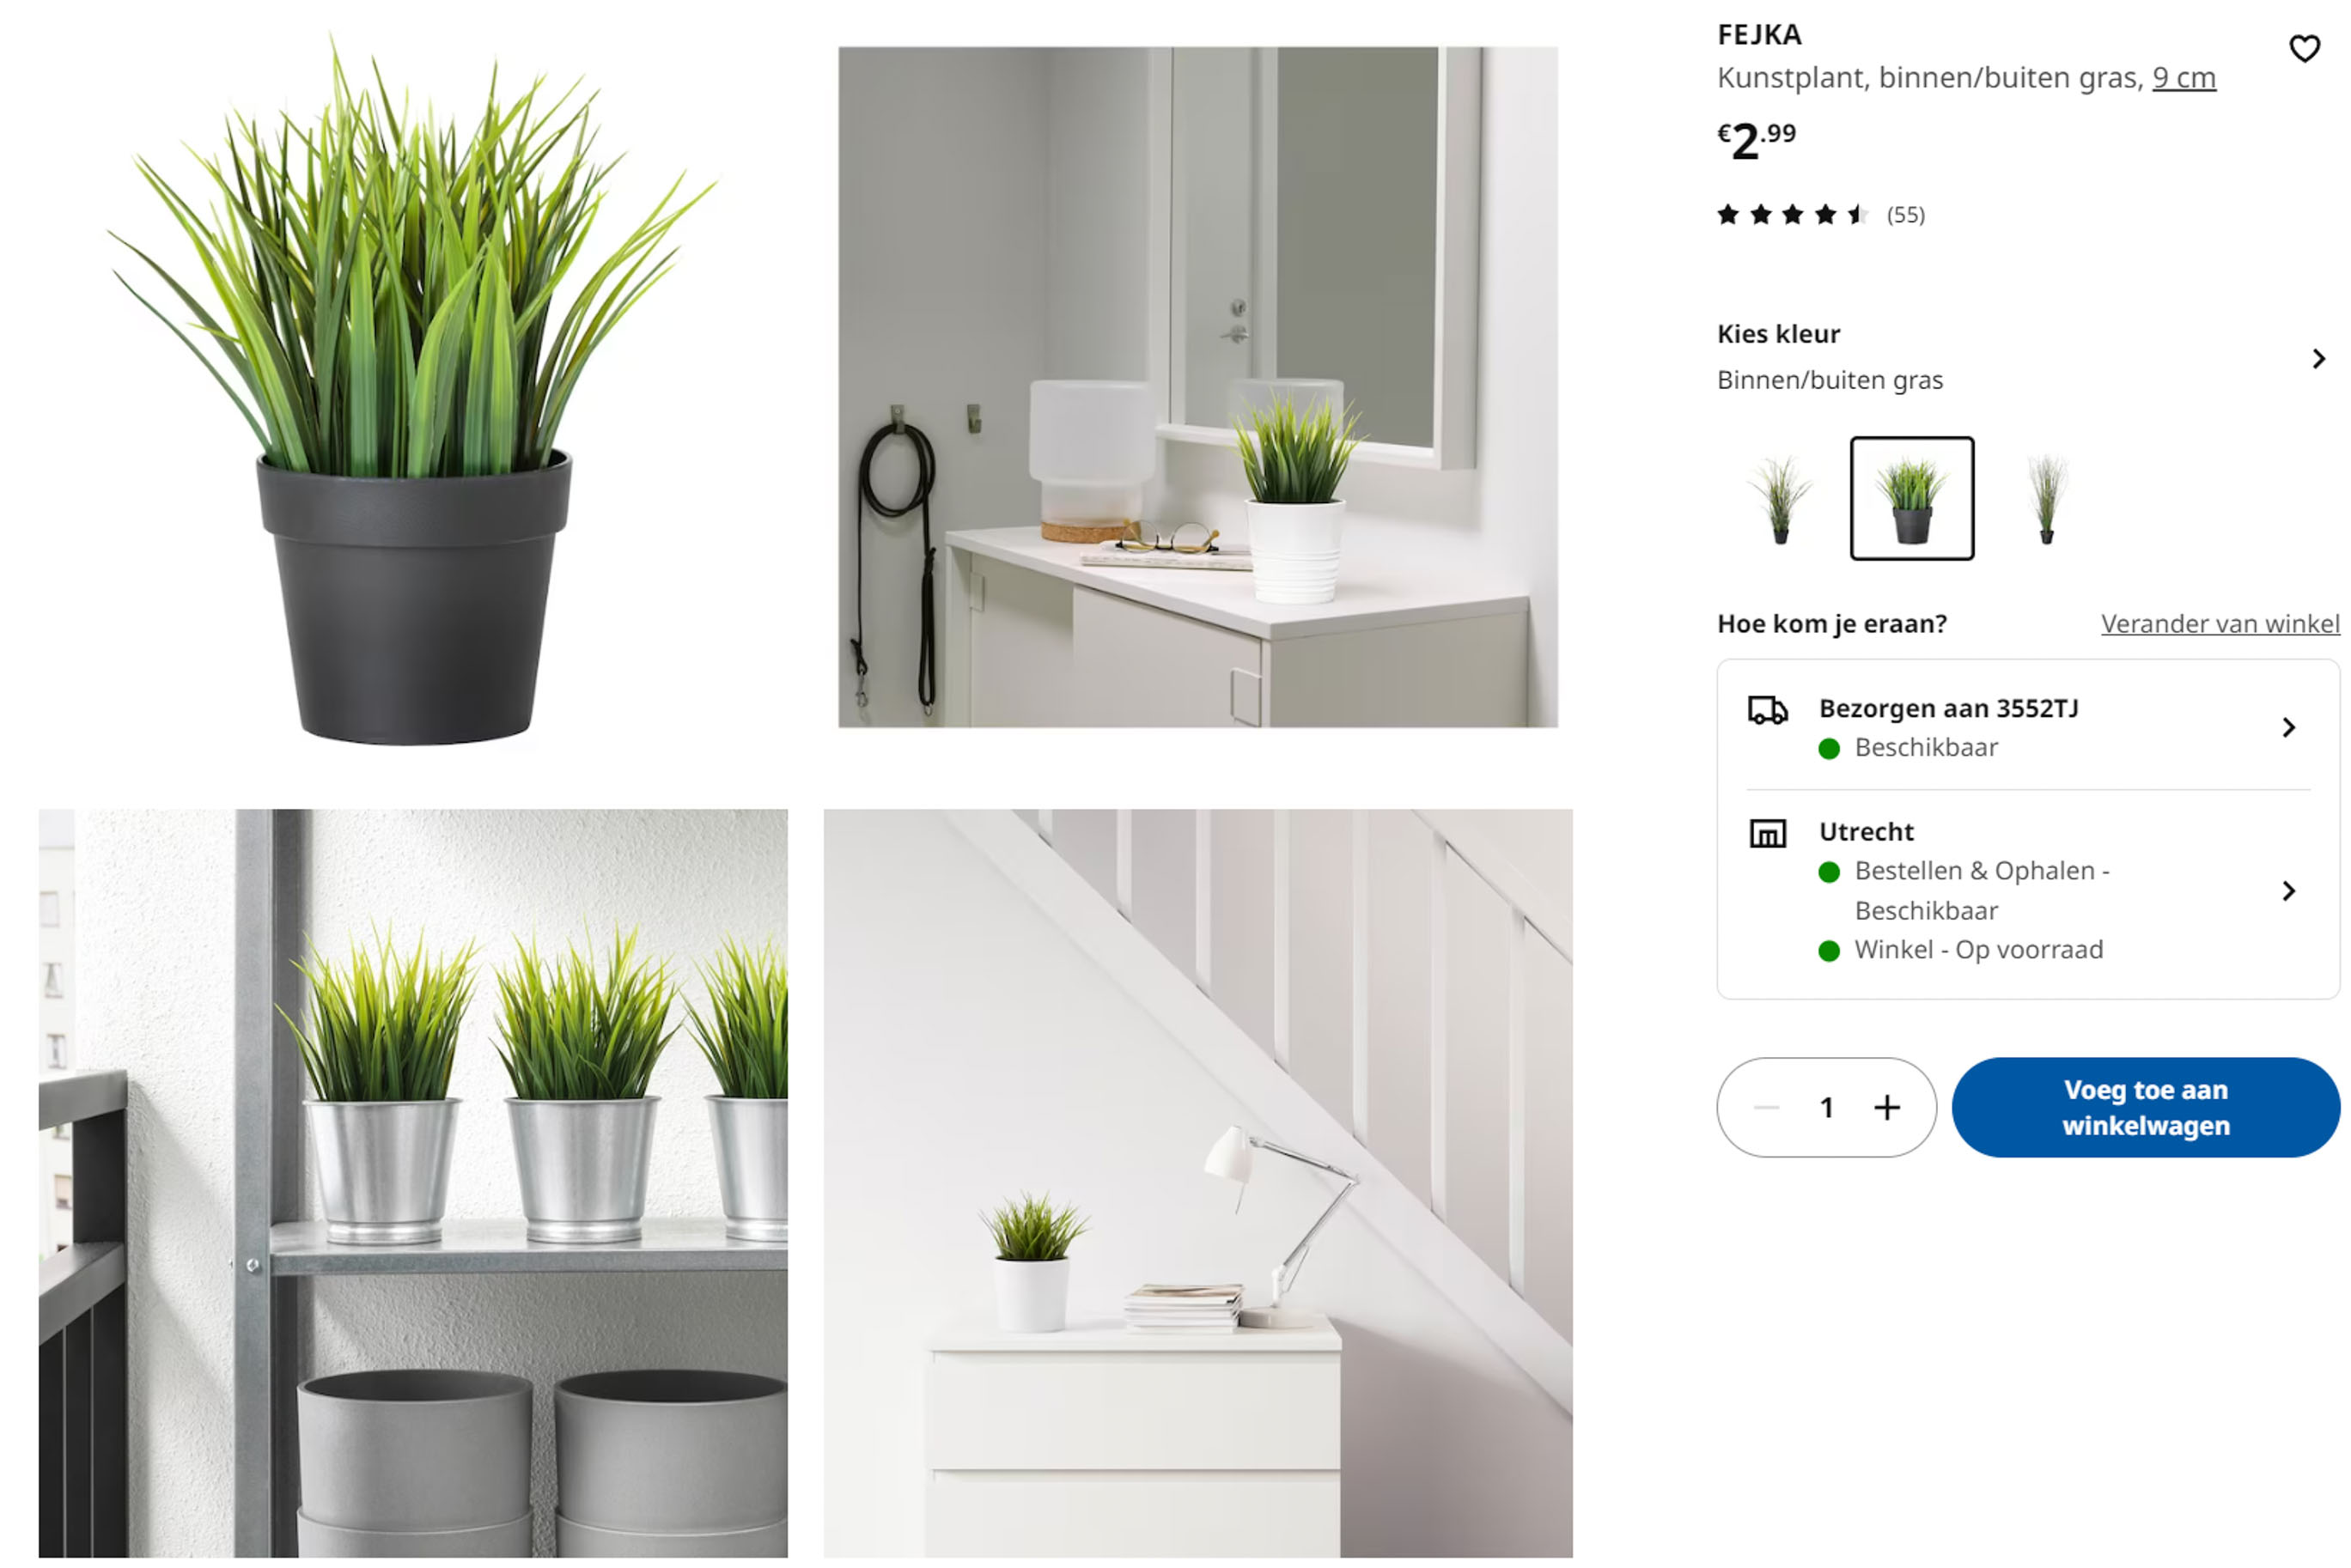 FEJKA
Kunstplant, binnen/buiten gras, 9 cm
€2.99
(55)
Kies kleur
Binnen/buiten gras
Hoe kom je eraan?
Verander van winkel
Bezorgen aan 3552TJ
Beschikbaar
Utrecht
Bestellen & Ophalen -
Beschikbaar
Winkel - Op voorraad
1
Voeg toe aan
winkelwagen